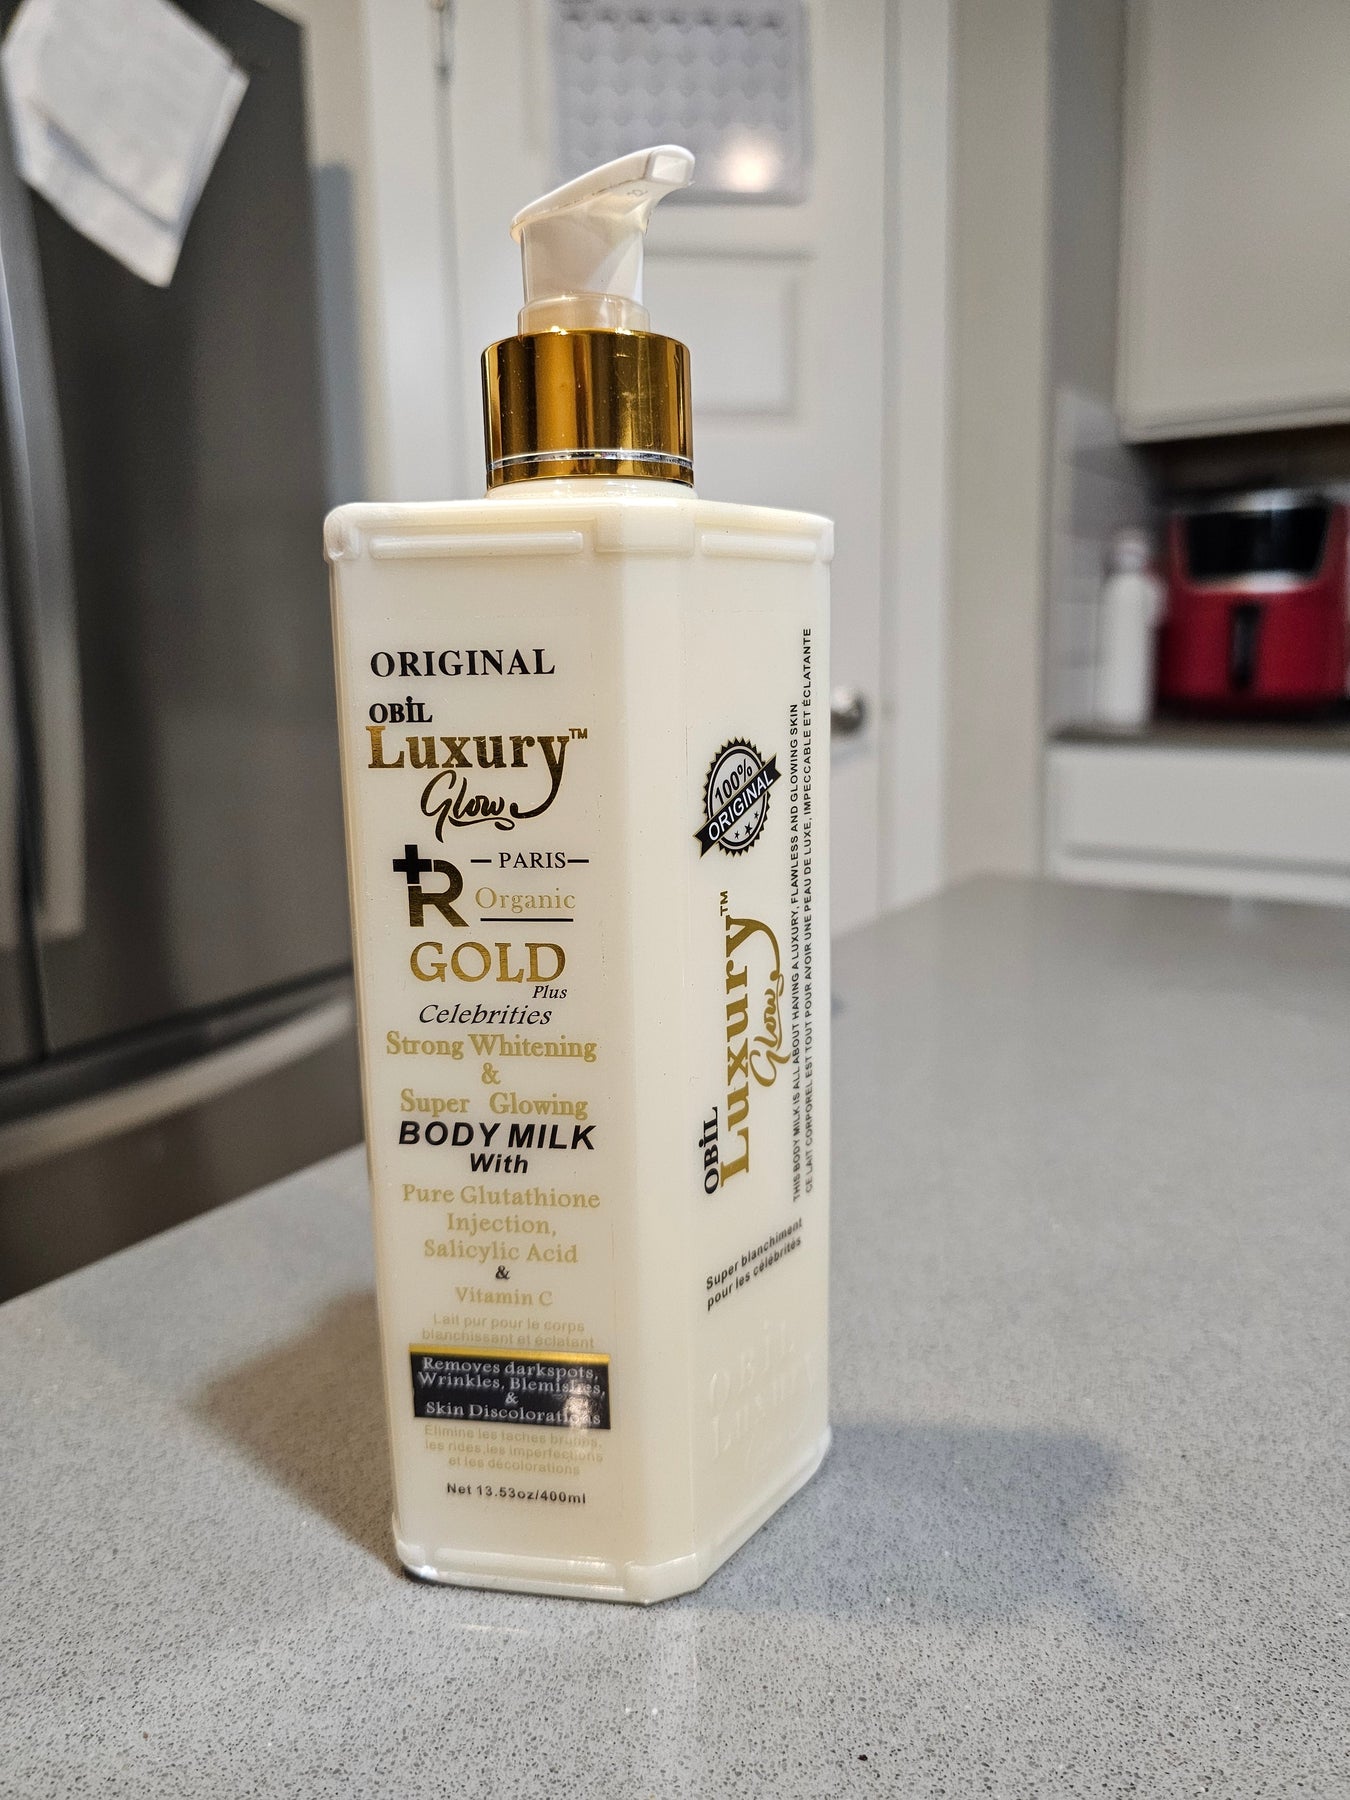 ORIGINAL
OBiL
Luxury™
Glow
R
PARIS
Organic
GOLD
Plus
Celebrities
Strong Whitening
&
Super Glowing
BODY MILK
With
Pure Glutathione
Injection,
Salicylic Acid
&
Vitamin C
Lait pur pour le corps
blanchissant et éclatant
Removes darkspots,
Wrinkles, Blemishes,
&
Skin Discolorations
Elimine les taches brunes,
les rides,les imperfections
et les décolorations
Net 13.53oz/400ml
100%
ORIGINAL
OBiL
Luxury™
Glow
THIS BODY MILK IS ALL ABOUT HAVING A LUXURY, FLAWLESS AND GLOWING SKIN
CE LAIT CORPOREL EST TOUT POUR AVOIR UNE PEAU DE LUXE, IMPECCABLE ET ÉCLATANTE
Super blanchiment
pour les célébrités
OBiL
LUXURY